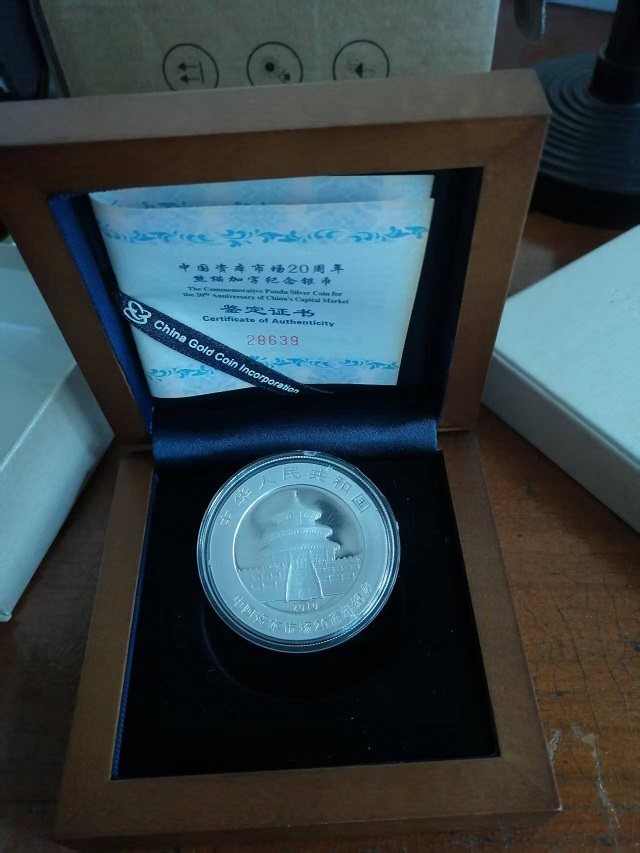 中国资本市场20周年
熊猫加字纪念银币
The Commemorative Panda Silver Coin for
the 20th Anniversary of China's Capital Market
鉴定证书
Certificate of Authenticity
28639
China Gold Coin Incorporation
中华人民共和国
2010
中国资本市场20周年纪念